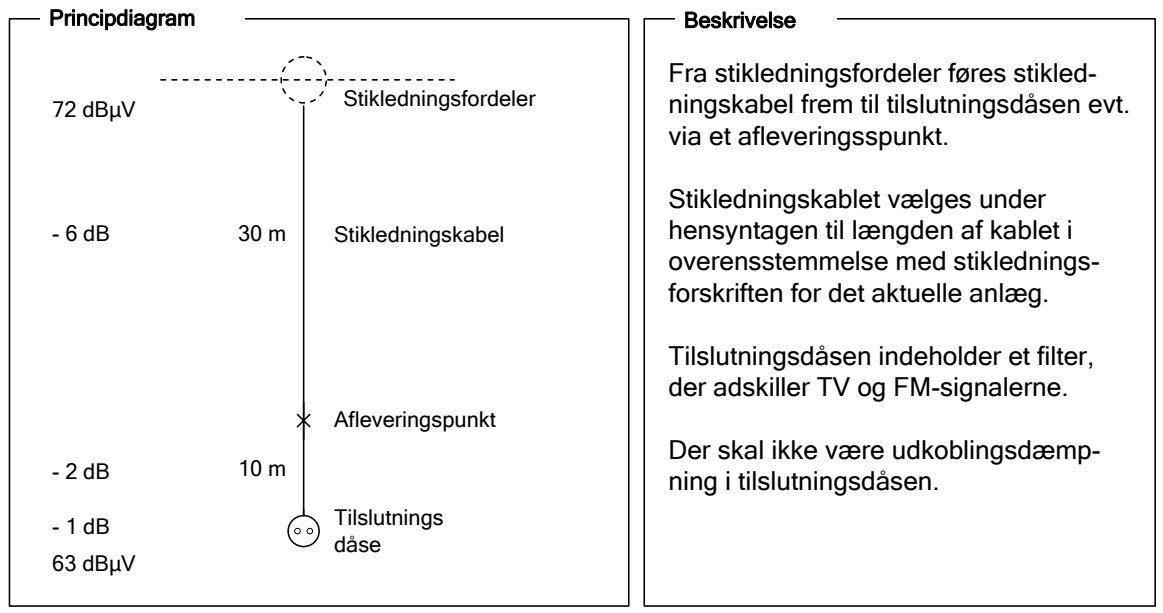 Principdiagram
72 dBµV
Stikledningsfordeler
- 6 dB
30 m
Stikledningskabel
Afleveringspunkt
- 2 dB
10 m
- 1 dB
Tilslutnings
dåse
63 dBµV
Beskrivelse
Fra stikledningsfordeler føres stikled-
ningskabel frem til tilslutningsdåsen evt.
via et afleveringsspunkt.
Stikledningskablet vælges under
hensyntagen til længden af kablet i
overensstemmelse med stiklednings-
forskriften for det aktuelle anlæg.
Tilslutningsdåsen indeholder et filter,
der adskiller TV og FM-signalerne.
Der skal ikke være udkoblingsdæmp-
ning i tilslutningsdåsen.